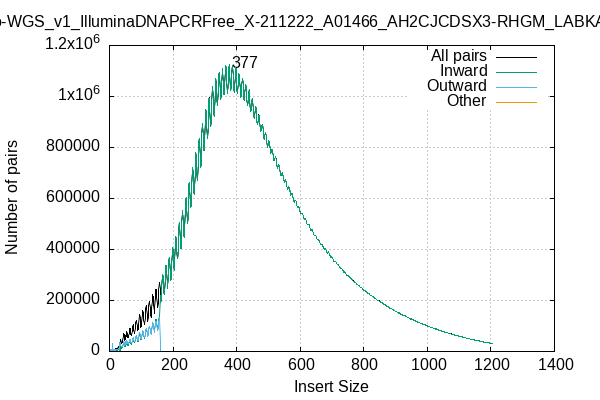 o-WGS_v1_IlluminaDNAPCRFree_X-211222_A01466_AH2CJCDSX3-RHGM_LABKA
1.2x10^6
1x10^6
800000
600000
400000
200000
0
Number of pairs
377
All pairs
Inward
Outward
Other
0 200 400 600 800 1000 1200 1400
Insert Size